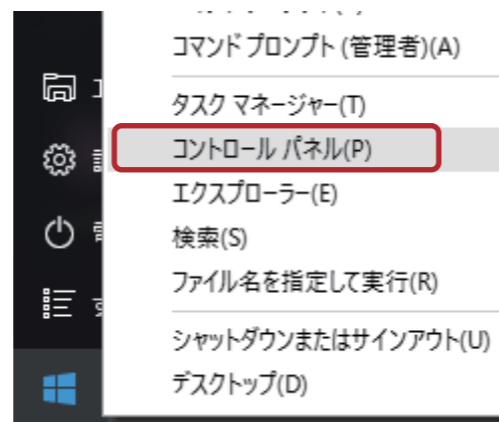 コマンド プロンプト (管理者)(A)
タスク マネージャー(T)
コントロール パネル(P)
エクスプローラー(E)
検索(S)
ファイル名を指定して実行(R)
シャットダウンまたはサインアウト(U)
デスクトップ(D)